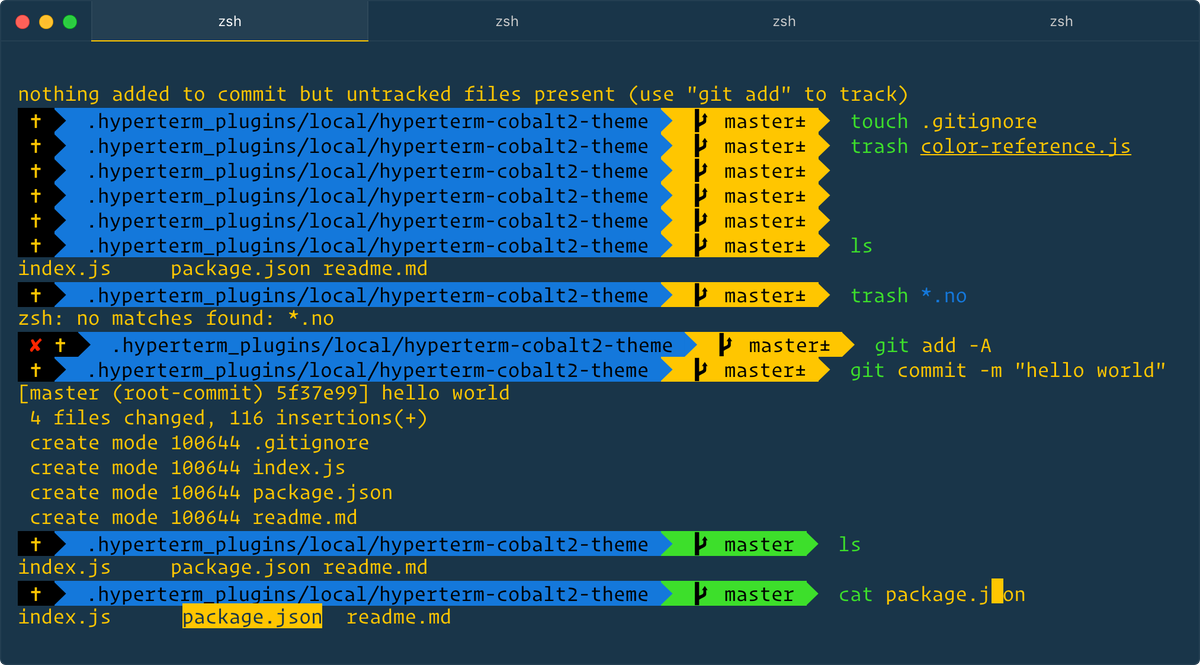 zsh zsh zsh zsh
nothing added to commit but untracked files present (use "git add" to track)
✝ .hyperterm_plugins/local/hyperterm-cobalt2-theme master± touch .gitignore
✝ .hyperterm_plugins/local/hyperterm-cobalt2-theme master± trash color-reference.js
✝ .hyperterm_plugins/local/hyperterm-cobalt2-theme master±
✝ .hyperterm_plugins/local/hyperterm-cobalt2-theme master±
✝ .hyperterm_plugins/local/hyperterm-cobalt2-theme master±
✝ .hyperterm_plugins/local/hyperterm-cobalt2-theme master± ls
index.js package.json readme.md
✝ .hyperterm_plugins/local/hyperterm-cobalt2-theme master± trash *.no
zsh: no matches found: *.no
✘ ✝ .hyperterm_plugins/local/hyperterm-cobalt2-theme master± git add -A
✝ .hyperterm_plugins/local/hyperterm-cobalt2-theme master± git commit -m "hello world"
[master (root-commit) 5f37e99] hello world
4 files changed, 116 insertions(+)
create mode 100644 .gitignore
create mode 100644 index.js
create mode 100644 package.json
create mode 100644 readme.md
✝ .hyperterm_plugins/local/hyperterm-cobalt2-theme master ls
index.js package.json readme.md
✝ .hyperterm_plugins/local/hyperterm-cobalt2-theme master cat package.j on
index.js package.json readme.md